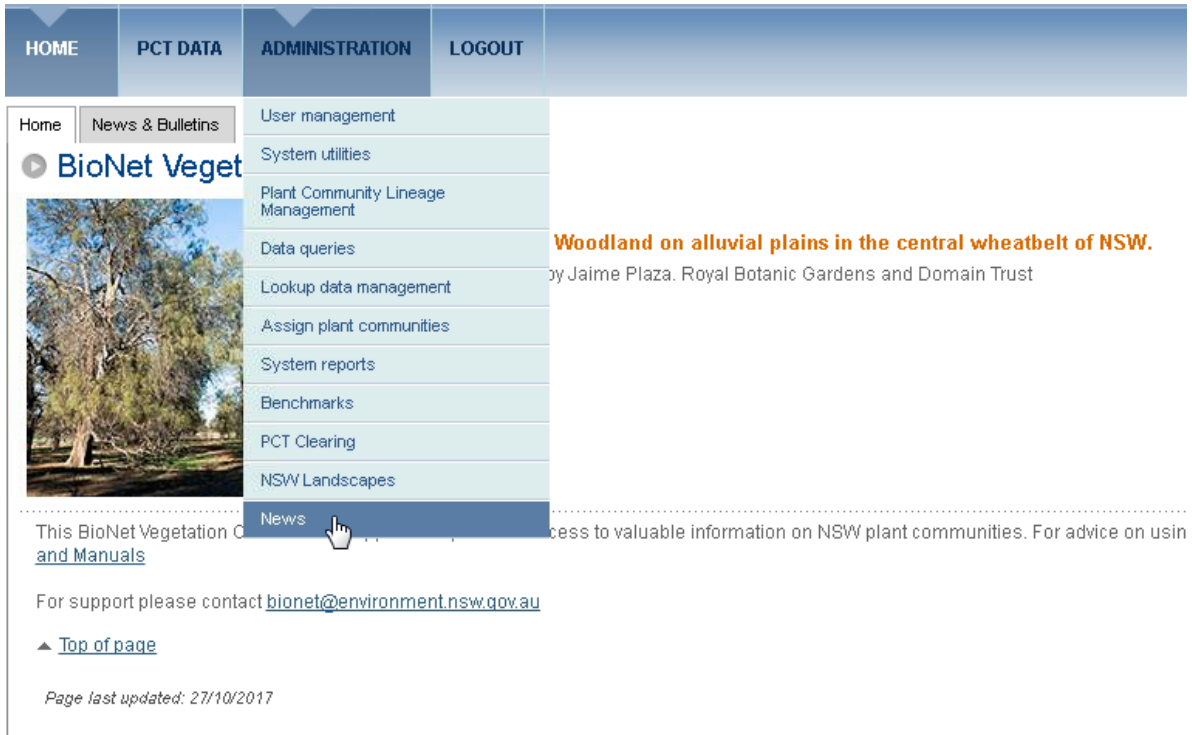 HOME PCT DATA ADMINISTRATION LOGOUT
Home News & Bulletins
BioNet Veget
User management
System utilities
Plant Community Lineage
Management
Data queries
Lookup data management
Assign plant communities
System reports
Benchmarks
PCT Clearing
NSW Landscapes
News
Woodland on alluvial plains in the central wheatbelt of NSW.
by Jaime Plaza. Royal Botanic Gardens and Domain Trust
This BioNet Vegetation C cess to valuable information on NSW plant communities. For advice on usin
and Manuals
For support please contact bionet@environment.nsw.gov.au
Top of page
Page last updated: 27/10/2017